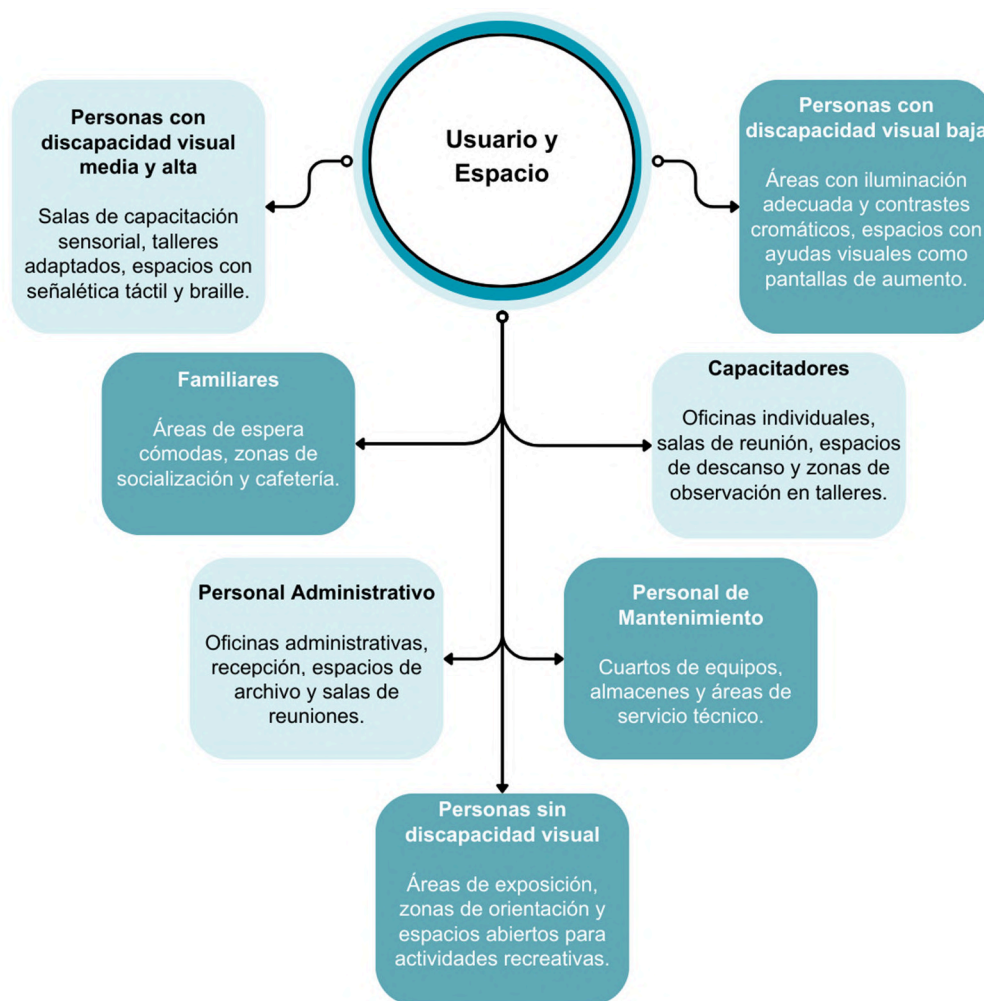 Usuario y
Espacio
Personas con
discapacidad visual
media y alta
Salas de capacitación
sensorial, talleres
adaptados, espacios con
señalética táctil y braille.
Personas con
discapacidad visual baja
Áreas con iluminación
adecuada y contrastes
cromáticos, espacios con
ayudas visuales como
pantallas de aumento.
Familiares
Áreas de espera
cómodas, zonas de
socialización y cafetería.
Capacitadores
Oficinas individuales,
salas de reunión, espacios
de descanso y zonas de
observación en talleres.
Personal Administrativo
Oficinas administrativas,
recepción, espacios de
archivo y salas de
reuniones.
Personal de
Mantenimiento
Cuartos de equipos,
almacenes y áreas de
servicio técnico.
Personas sin
discapacidad visual
Áreas de exposición,
zonas de orientación y
espacios abiertos para
actividades recreativas.